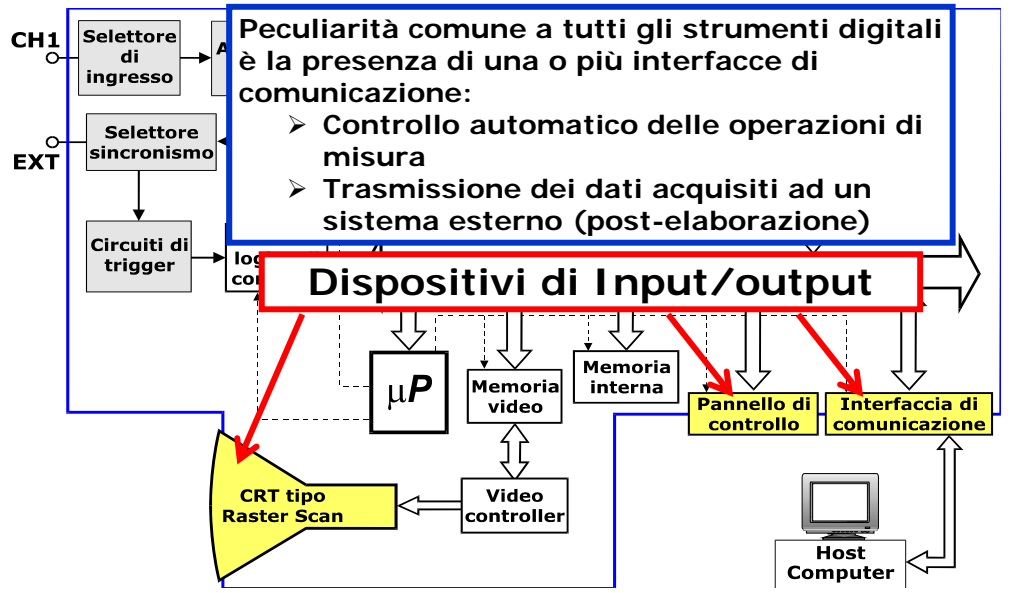 CH1
Selettore
di
ingresso
A
Peculiarità comune a tutti gli strumenti digitali
è la presenza di una o più interfacce di
comunicazione:
➢ Controllo automatico delle operazioni di
misura
➢ Trasmissione dei dati acquisiti ad un
sistema esterno (post-elaborazione)
EXT
Selettore
sincronismo
Circuiti di
trigger
log
con
Dispositivi di Input/output
μP
Memoria
video
Memoria
interna
Pannello di
controllo
Interfaccia di
comunicazione
CRT tipo
Raster Scan
Video
controller
Host
Computer